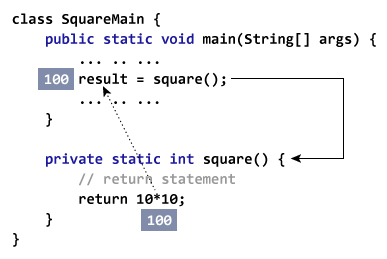 class SquareMain {
public static void main(String[] args) {
... .. ...
100 result = square();
... .. ...
}
private static int square() {
// return statement
return 10*10;
} 100
}